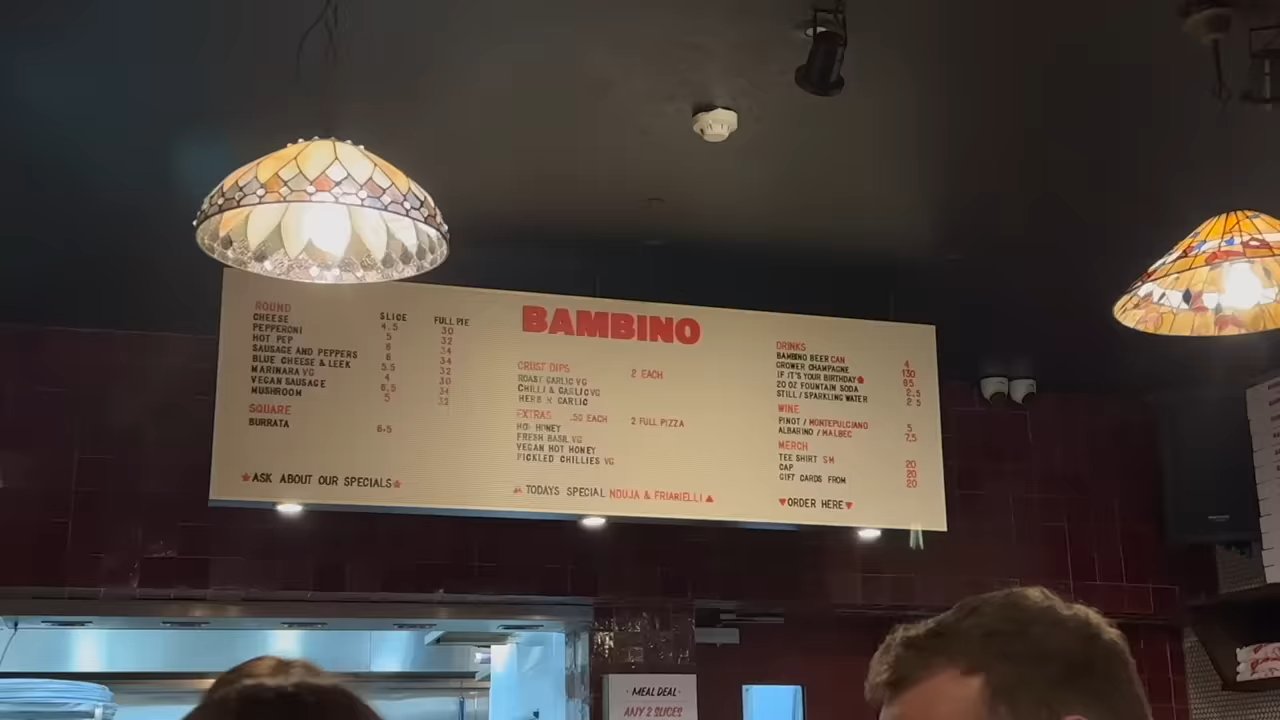 BAMBINO
ROUND SLICE FULL PIE
CHEESE 4.5 30
PEPPERONI 5 32
HOT PEP 34
SAUSAGE AND PEPPERS 6 34
BLUE CHEESE & LEEK 5.5 32
MARINARA VG 4 30
VEGAN SAUSAGE 34
MUSHROOM 5 32
SQUARE
BURRATA 6.5
★ASK ABOUT OUR SPECIALS★
CRUST DIPS 2 EACH
ROAST GARLIC VG
CHILLI & GARLIC VG
HERB N GARLIC
EXTRAS .50 EACH 2 FULL PIZZA
HOT HONEY
FRESH BASIL VG
VEGAN HOT HONEY
PICKLED CHILLIES VG
TODAYS SPECIAL NDUJA & FRIARIELLI ▲
DRINKS
BAMBINO BEER CAN 4
GROWER CHAMPAGNE 130
IF IT'S YOUR BIRTHDAY 65
20 OZ FOUNTAIN SODA 2.5
STILL / SPARKLING WATER 2.5
WINE
PINOT / MONTEPULCIANO 5
ALBARINO / MALBEC 7.5
MERCH
TEE SHIRT SM 20
CAP 20
GIFT CARDS FROM 20
♥ORDER HERE♥
· MEAL DEAL ·
ANY 2 SLICES